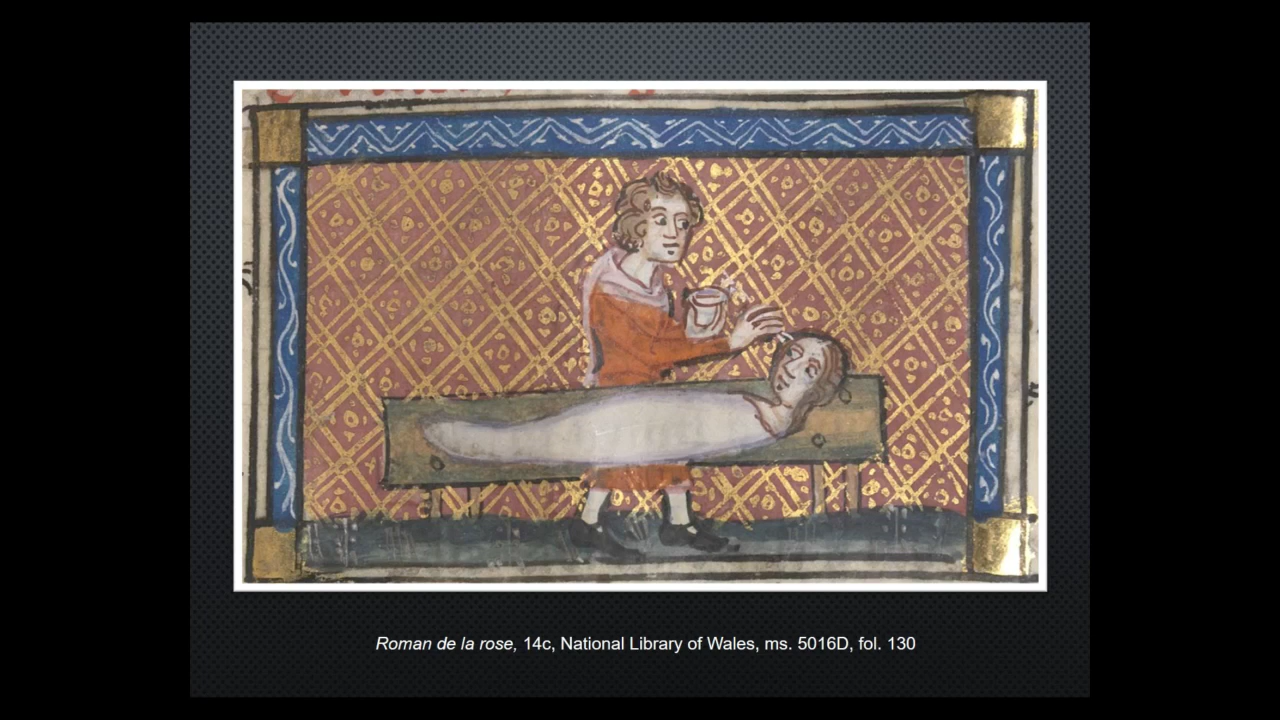 Roman de la rose, 14c, National Library of Wales, ms. 5016D, fol. 130